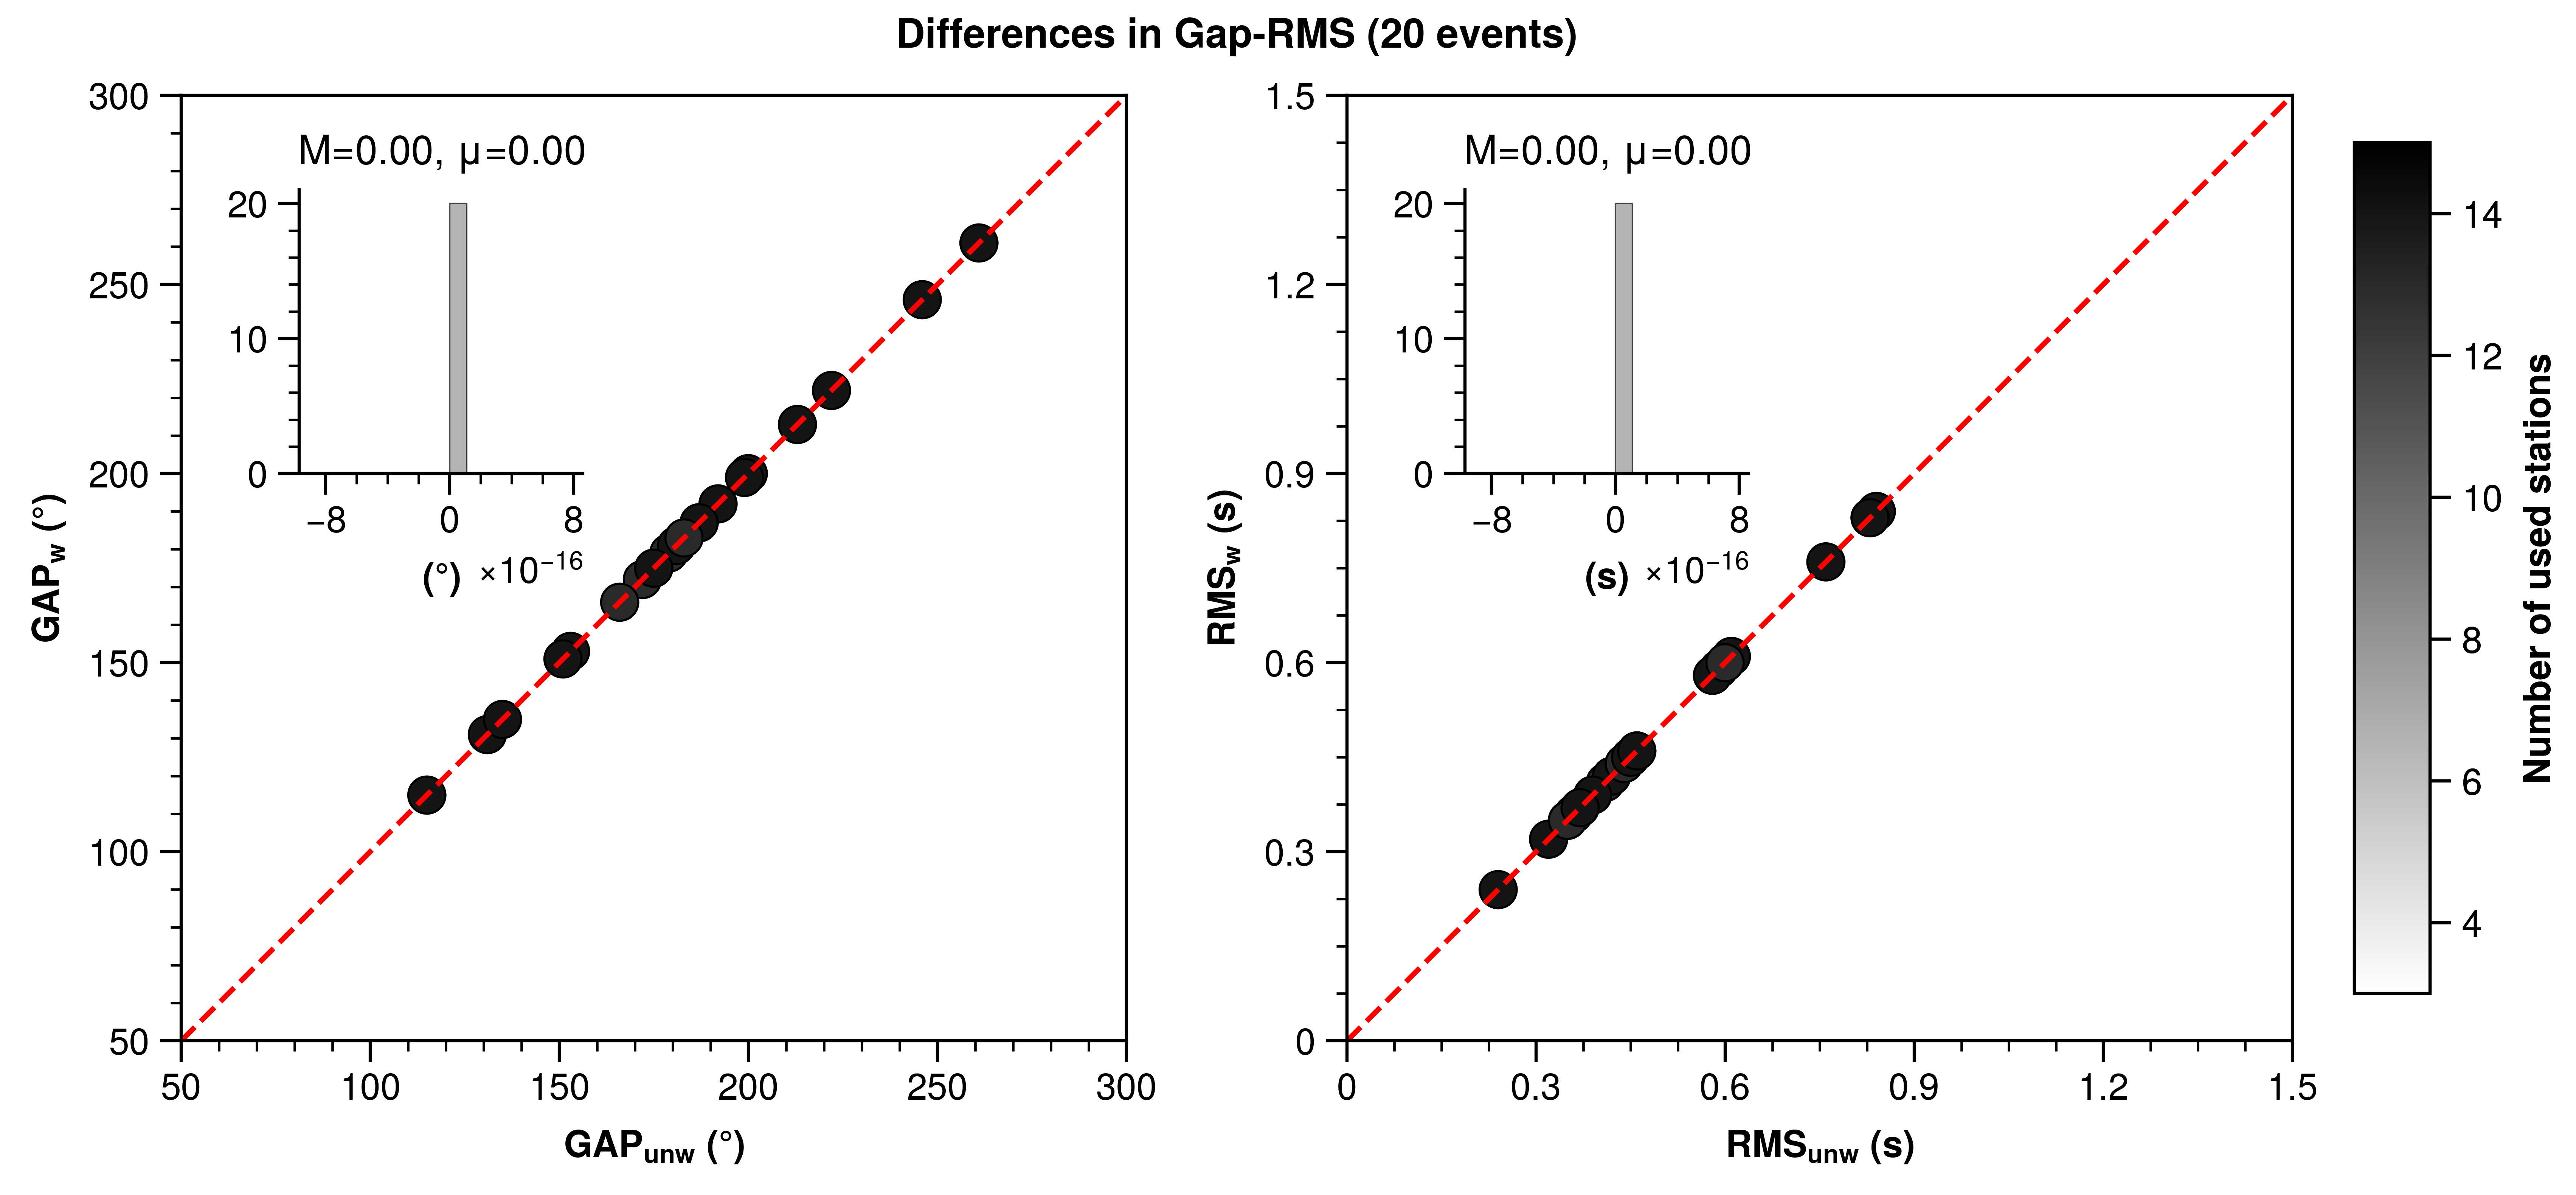 Differences in Gap-RMS (20 events)
M=0.00, μ=0.00
20
10
0
−8 0 8
(°) ×10⁻¹⁶
300
250
200
150
100
50
50 100 150 200 250 300
GAPw (°)
GAPunw (°)
M=0.00, μ=0.00
20
10
0
−8 0 8
(s) ×10⁻¹⁶
1.5
1.2
0.9
0.6
0.3
0
0 0.3 0.6 0.9 1.2 1.5
RMSw (s)
RMSunw (s)
14
12
10
8
6
4
Number of used stations